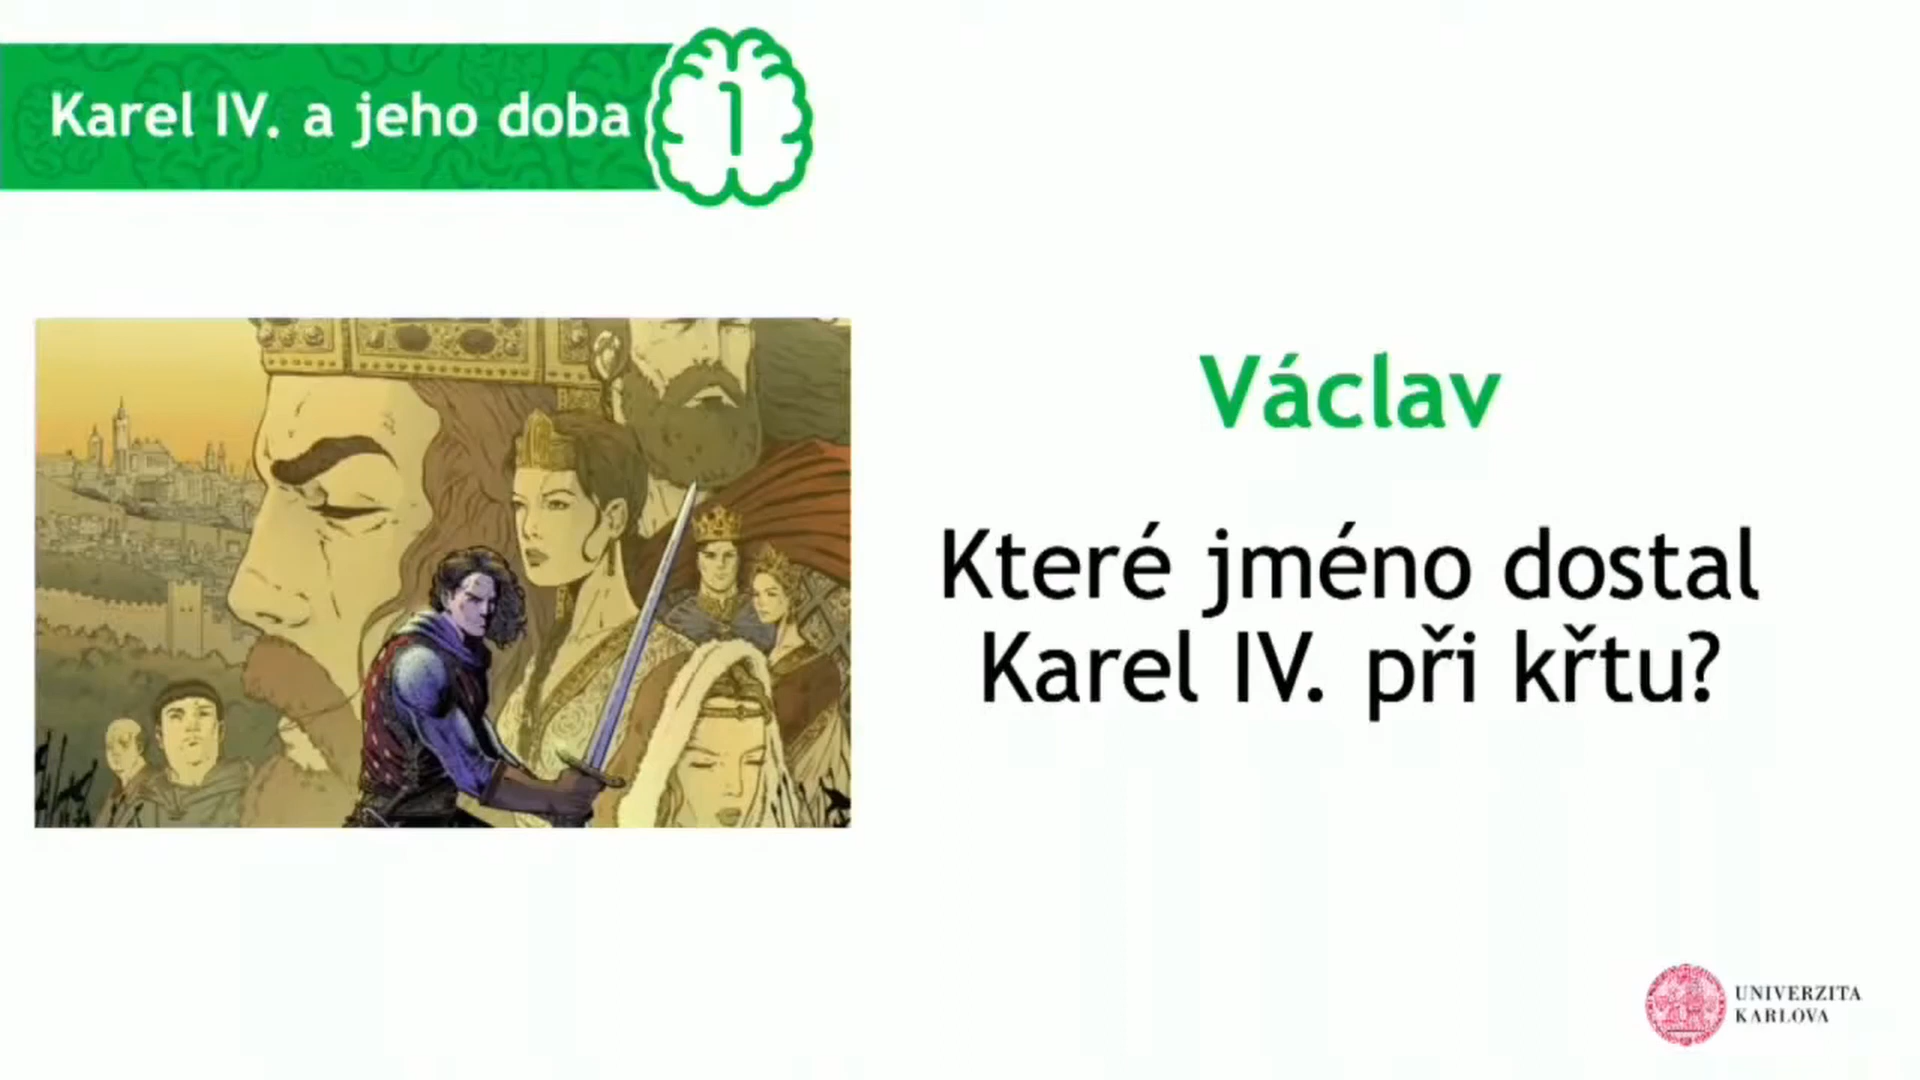 Karel IV. a jeho doba
1
Václav
Které jméno dostal
Karel IV. při křtu?
UNIVERZITA
KARLOVA